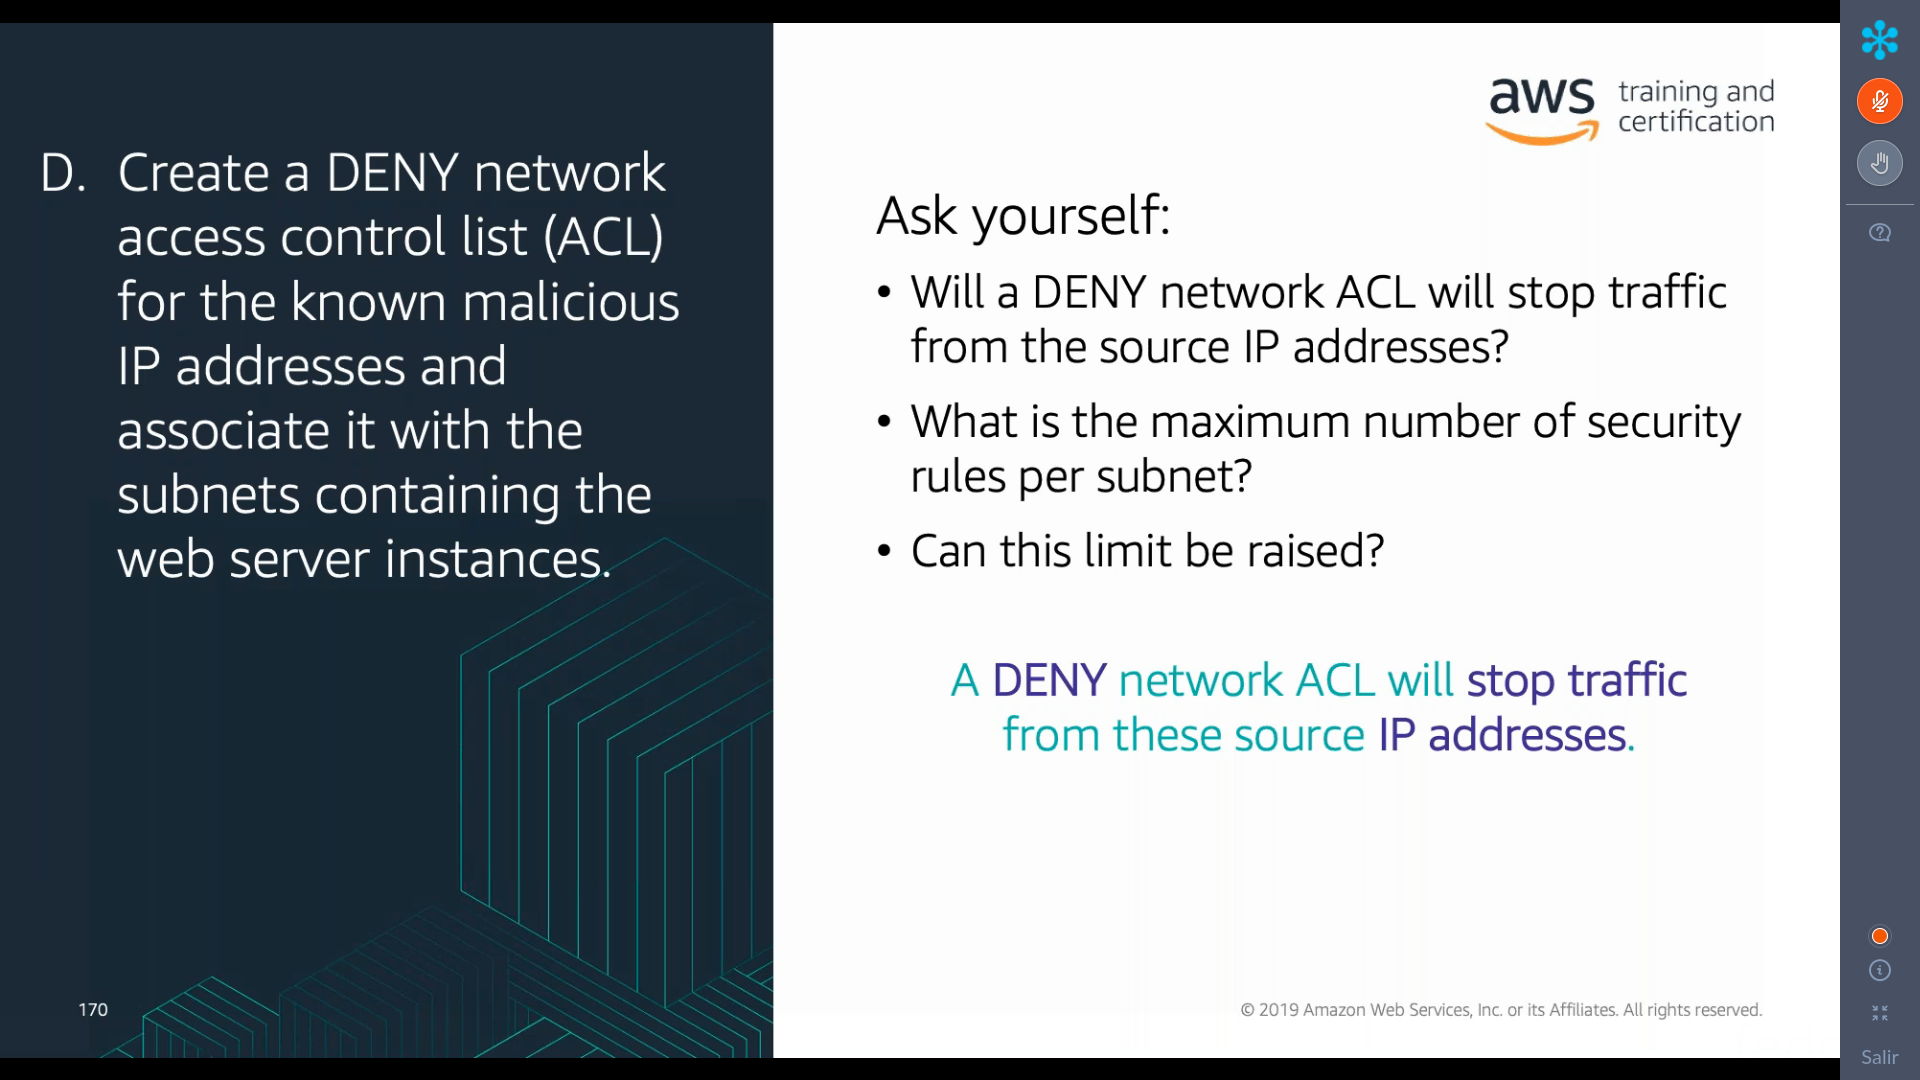 D. Create a DENY network
access control list (ACL)
for the known malicious
IP addresses and
associate it with the
subnets containing the
web server instances.
170
aws training and
certification
Ask yourself:
• Will a DENY network ACL will stop traffic
from the source IP addresses?
• What is the maximum number of security
rules per subnet?
• Can this limit be raised?
A DENY network ACL will stop traffic
from these source IP addresses.
© 2019 Amazon Web Services, Inc. or its Affiliates. All rights reserved.
Salir